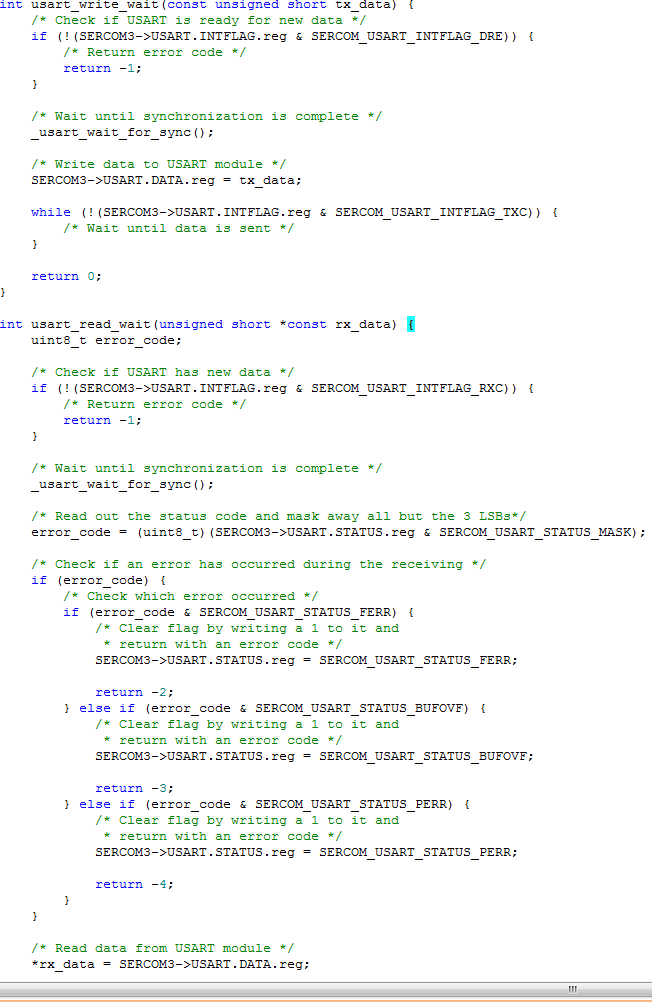 int usart_write_wait(const unsigned short tx_data) {
/* Check if USART is ready for new data */
if (!(SERCOM3->USART.INTFLAG.reg & SERCOM_USART_INTFLAG_DRE)) {
/* Return error code */
return -1;
}
/* Wait until synchronization is complete */
_usart_wait_for_sync();
/* Write data to USART module */
SERCOM3->USART.DATA.reg = tx_data;
while (!(SERCOM3->USART.INTFLAG.reg & SERCOM_USART_INTFLAG_TXC)) {
/* Wait until data is sent */
}
return 0;
}
int usart_read_wait(unsigned short *const rx_data) {
uint8_t error_code;
/* Check if USART has new data */
if (!(SERCOM3->USART.INTFLAG.reg & SERCOM_USART_INTFLAG_RXC)) {
/* Return error code */
return -1;
}
/* Wait until synchronization is complete */
_usart_wait_for_sync();
/* Read out the status code and mask away all but the 3 LSBs*/
error_code = (uint8_t)(SERCOM3->USART.STATUS.reg & SERCOM_USART_STATUS_MASK);
/* Check if an error has occurred during the receiving */
if (error_code) {
/* Check which error occurred */
if (error_code & SERCOM_USART_STATUS_FERR) {
/* Clear flag by writing a 1 to it and
* return with an error code */
SERCOM3->USART.STATUS.reg = SERCOM_USART_STATUS_FERR;
return -2;
} else if (error_code & SERCOM_USART_STATUS_BUFOVF) {
/* Clear flag by writing a 1 to it and
* return with an error code */
SERCOM3->USART.STATUS.reg = SERCOM_USART_STATUS_BUFOVF;
return -3;
} else if (error_code & SERCOM_USART_STATUS_PERR) {
/* Clear flag by writing a 1 to it and
* return with an error code */
SERCOM3->USART.STATUS.reg = SERCOM_USART_STATUS_PERR;
return -4;
}
}
/* Read data from USART module */
*rx_data = SERCOM3->USART.DATA.reg;